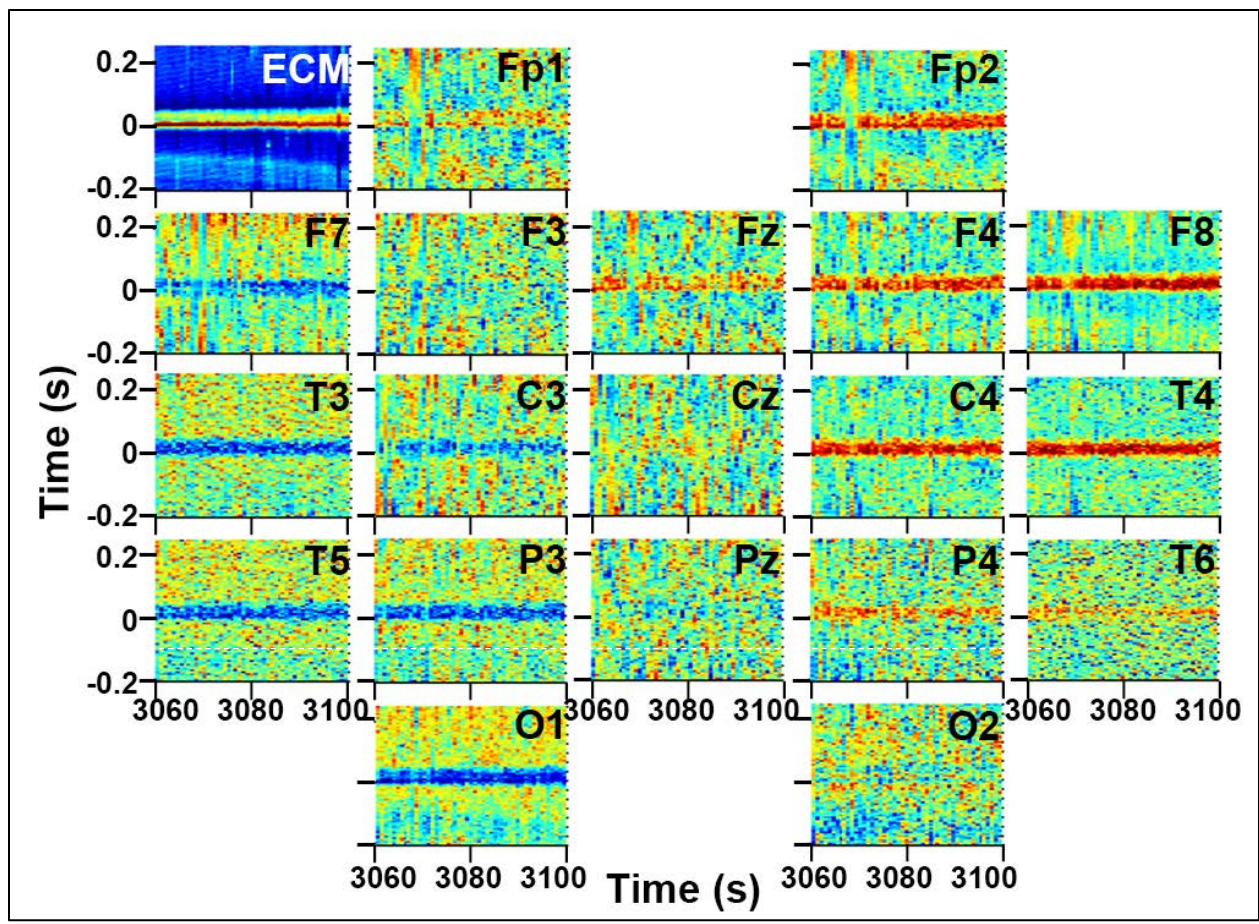 0.2 ECM Fp1 Fp2
0
-0.2
0.2 F7 F3 Fz F4 F8
0
-0.2
0.2 T3 C3 Cz C4 T4
0
-0.2
0.2 T5 P3 Pz P4 T6
0
-0.2
3060 3080 3100 3060 3080 3100 3060 3080 3100
O1 O2
3060 3080 3100 3060 3080 3100
Time (s)
Time (s)